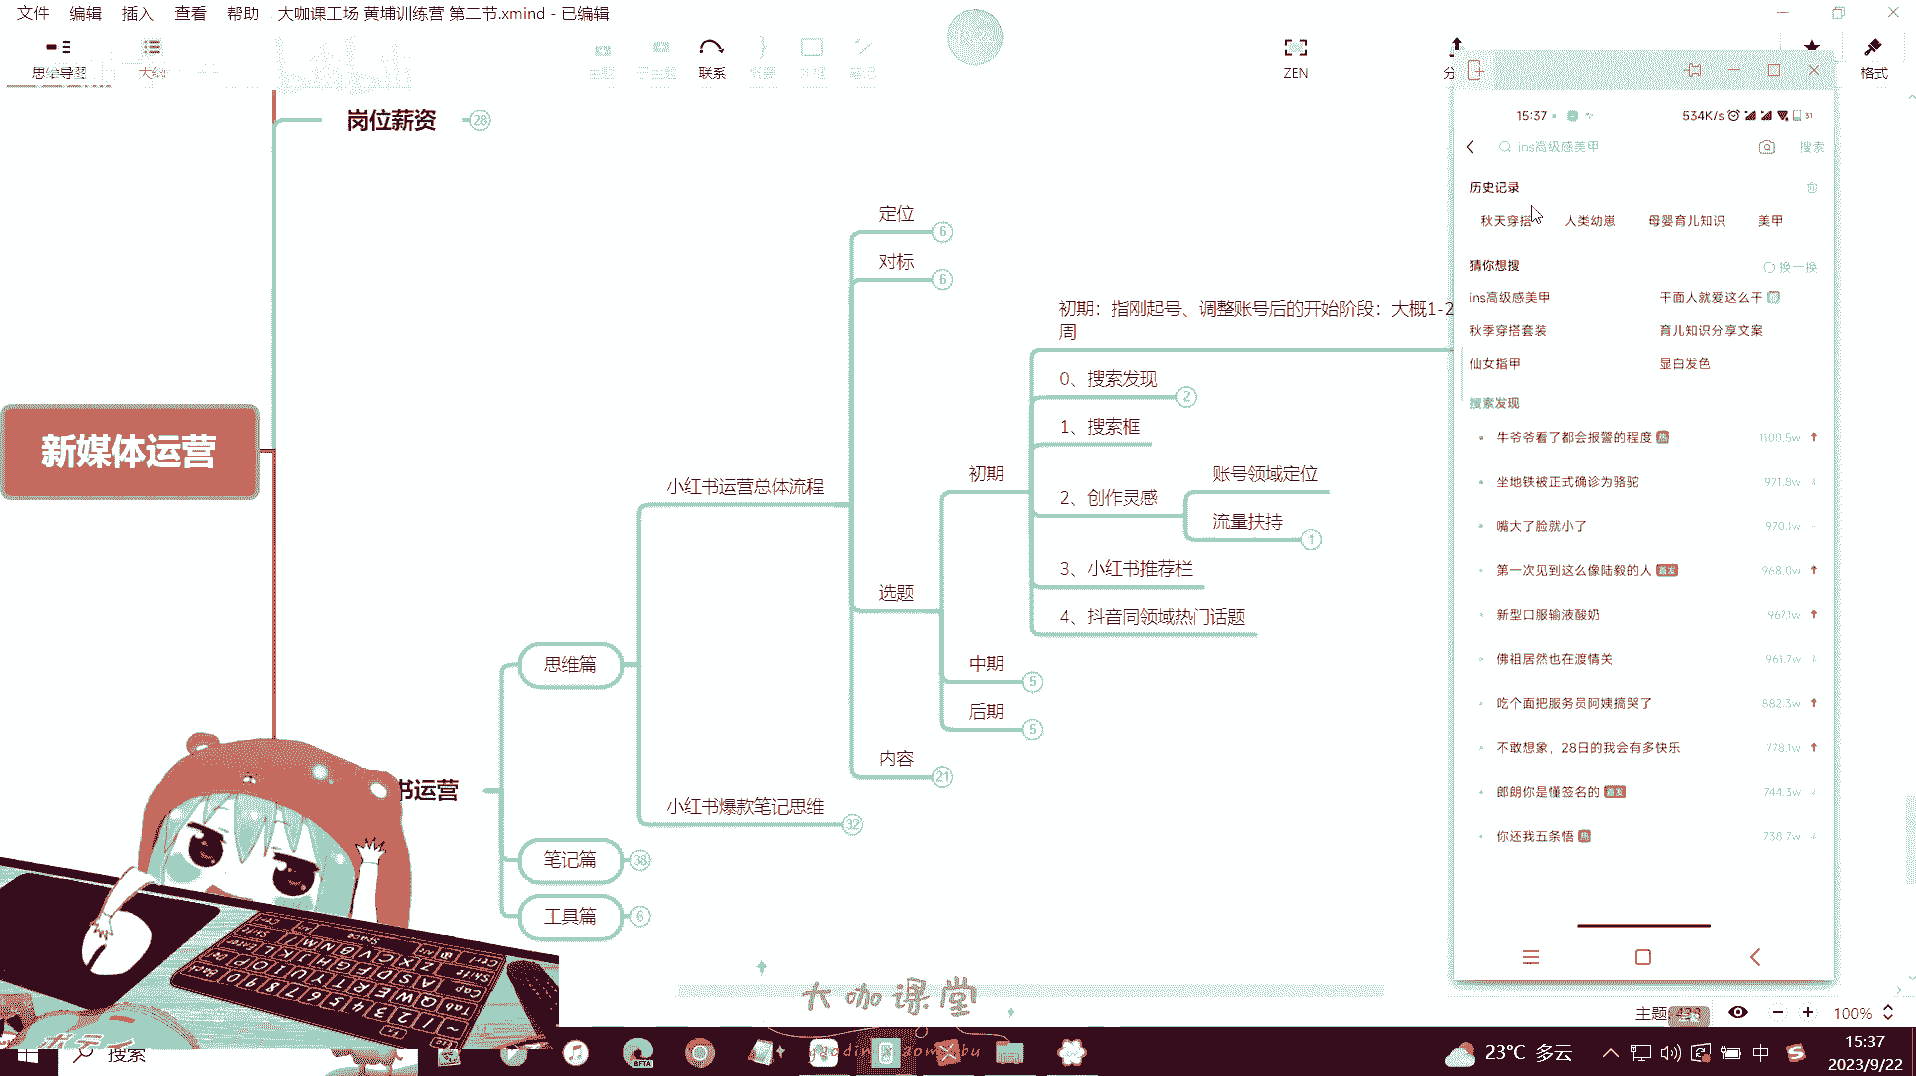 文件 编辑 插入 查看 帮助 大咖课工场 黄埔训练营 第二节.xmind - 已编辑
思维导图
大纲
联系
ZEN
格式
岗位薪资
28
定位
6
对标
6
初期：指刚起号、调整账号后的开始阶段：大概1-2
周
0、搜索发现
2
1、搜索框
初期
2、创作灵感
账号领域定位
流量扶持
1
3、小红书推荐栏
4、抖音同领域热门话题
选题
中期
5
后期
5
内容
21
新媒体运营
小红书运营总体流程
思维篇
小红书爆款笔记思维
32
书运营
笔记篇
38
工具篇
6
15:37
534K/s
31
ins高级感美甲
搜索
历史记录
秋天穿搭 人类幼崽 母婴育儿知识 美甲
猜你想搜
换一换
ins高级感美甲
干面人就爱这么干
秋季穿搭套装
育儿知识分享文案
仙女指甲
显白发色
搜索发现
牛爷爷看了都会报警的程度 热
1100.5w
坐地铁被正式确诊为骆驼
971.8w
嘴大了脸就小了
970.1w
第一次见到这么像陆毅的人 首发
968.0w
新型口服输液酸奶
967.1w
佛祖居然也在渡情关
961.7w
吃个面把服务员阿姨搞哭了
882.3w
不敢想象，28日的我会有多快乐
778.1w
郎朗你是懂签名的 首发
744.3w
你还我五条悟 热
738.7w
大咖课堂
主题: 438
100%
搜索
23°C 多云
中
15:37
2023/9/22